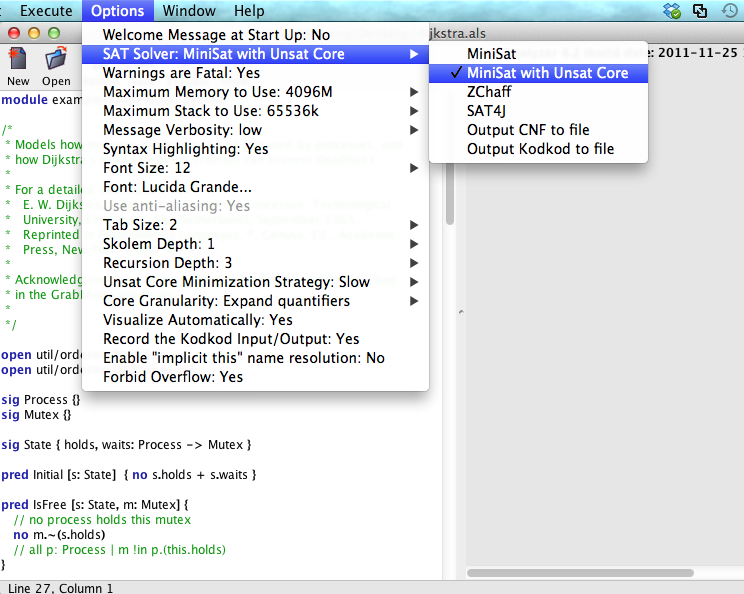 Execute Options Window Help
jkstra.als
New Open
Welcome Message at Start Up: No
SAT Solver: MiniSat with Unsat Core
Warnings are Fatal: Yes
Maximum Memory to Use: 4096M
Maximum Stack to Use: 65536k
Message Verbosity: low
Syntax Highlighting: Yes
Font Size: 12
Font: Lucida Grande...
Use anti-aliasing: Yes
Tab Size: 2
Skolem Depth: 1
Recursion Depth: 3
Unsat Core Minimization Strategy: Slow
Core Granularity: Expand quantifiers
Visualize Automatically: Yes
Record the Kodkod Input/Output: Yes
Enable "implicit this" name resolution: No
Forbid Overflow: Yes
MiniSat
✓ MiniSat with Unsat Core
ZChaff
SAT4J
Output CNF to file
Output Kodkod to file
date: 2011-11-25
module exam
/*
* Models how
* how Dijkstra
*
* For a detaile
* E. W. Dijks
* University,
* Reprinted
* Press, New
*
* Acknowledg
* in the Grabl
*
*/
open util/orde
open util/orde
sig Process {}
sig Mutex {}
sig State { holds, waits: Process -> Mutex }
pred Initial [s: State] { no s.holds + s.waits }
pred IsFree [s: State, m: Mutex] {
// no process holds this mutex
no m.~(s.holds)
// all p: Process | m !in p.(this.holds)
}
Line 27, Column 1